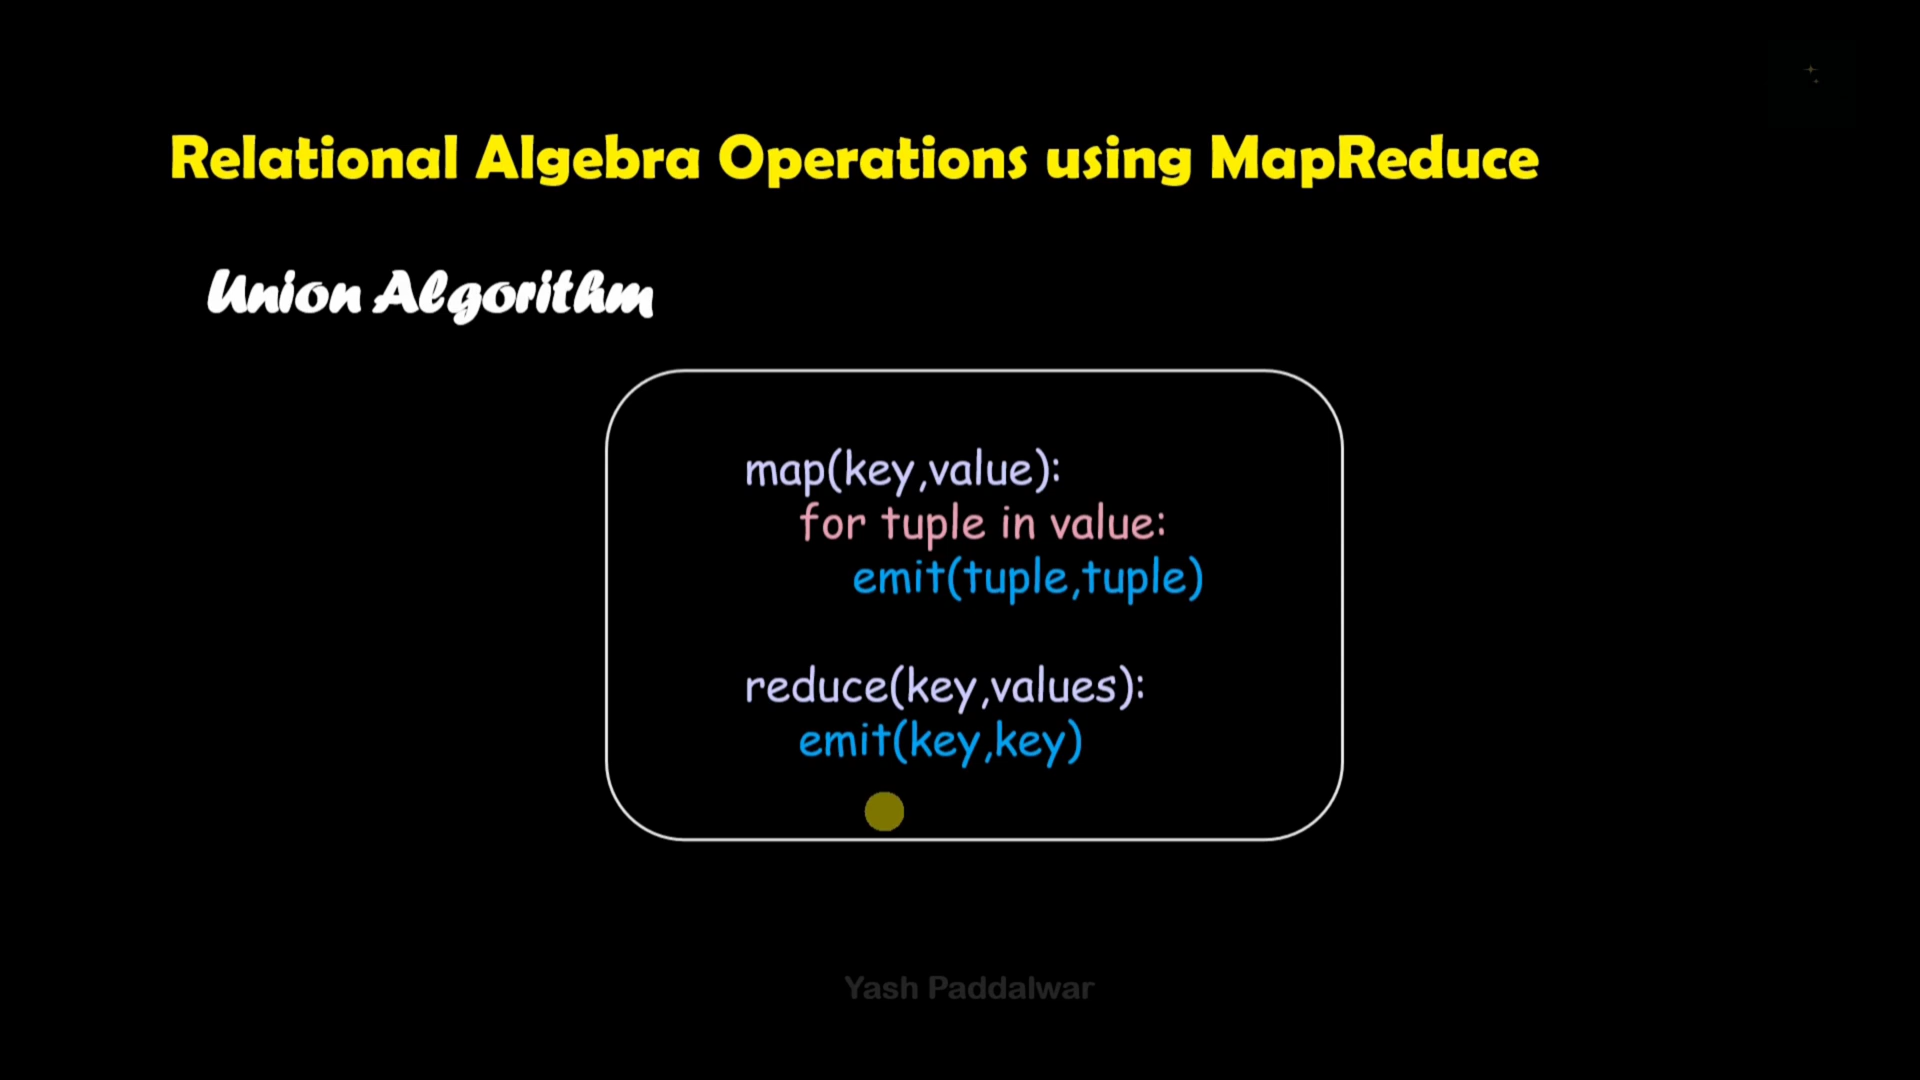 Relational Algebra Operations using MapReduce
Union Algorithm
map(key,value):
for tuple in value:
emit(tuple,tuple)
reduce(key,values):
emit(key,key)
Yash Paddalwar